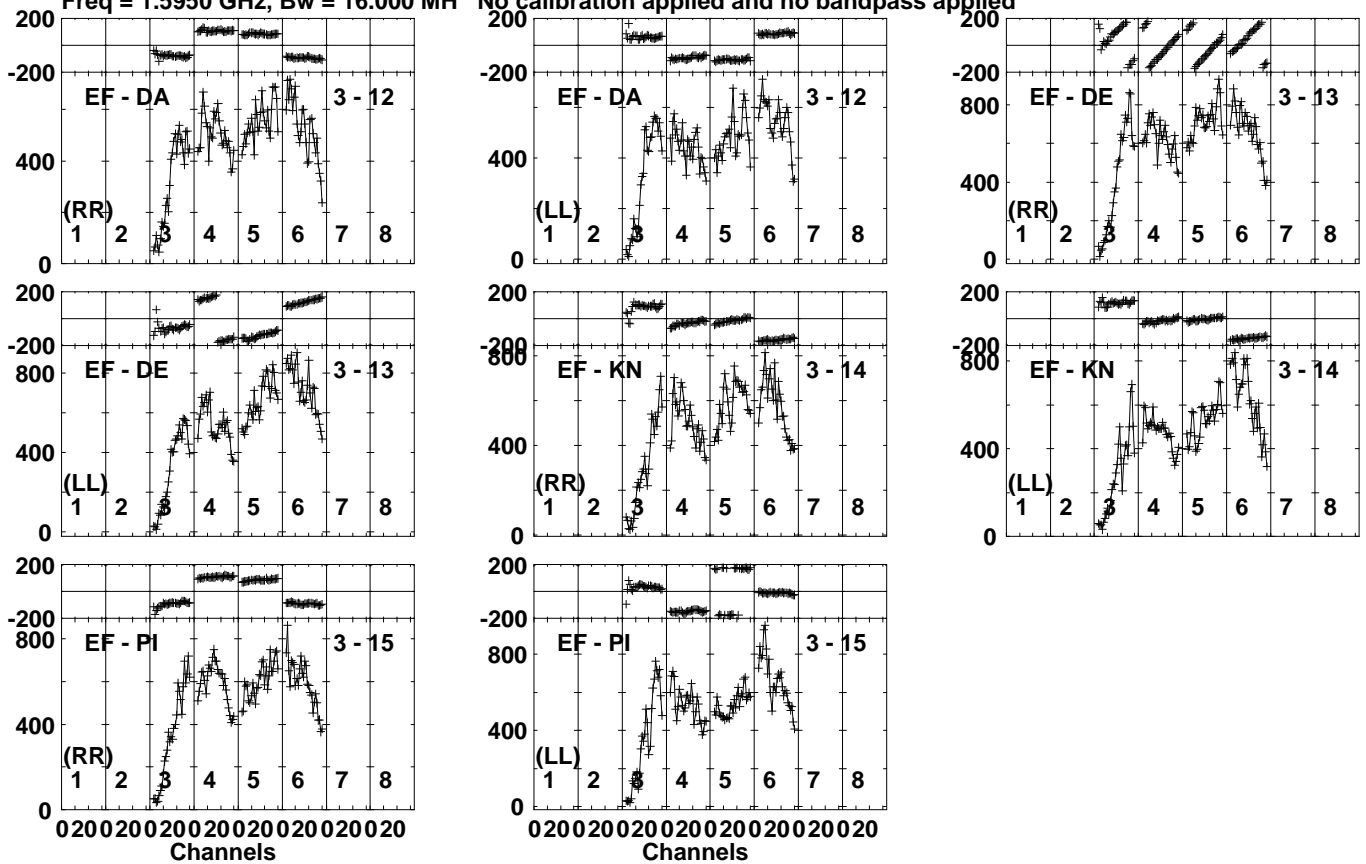 Freq = 1.5950 GHz, Bw = 16.000 MH No calibration applied and no bandpass applied
200 200 200
-200 -200 -200
EF - DA 3 - 12 EF - DA 3 - 12 EF - DE 3 - 13
800
400 400 400
(RR) (LL) (RR)
1 2 3 4 5 6 7 8 1 2 3 4 5 6 7 8 1 2 3 4 5 6 7 8
0 0 0
200 200 200
-200 -200 -200
EF - DE 3 - 13 EF - KN 3 - 14 EF - KN 3 - 14
800 800 800
400 400 400
(LL) (RR) (LL)
1 2 3 4 5 6 7 8 1 2 3 4 5 6 7 8 1 2 3 4 5 6 7 8
0 0 0
200 200
-200 -200
EF - PI 3 - 15 EF - PI 3 - 15
800 800
400 400
(RR) (LL)
1 2 3 4 5 6 7 8 1 2 3 4 5 6 7 8
0 0
0 20 0 20 0 20 0 20 0 20 0 20 0 20 0 20 0 20 0 20 0 20 0 20 0 20 0 20 0 20 0 20
Channels Channels